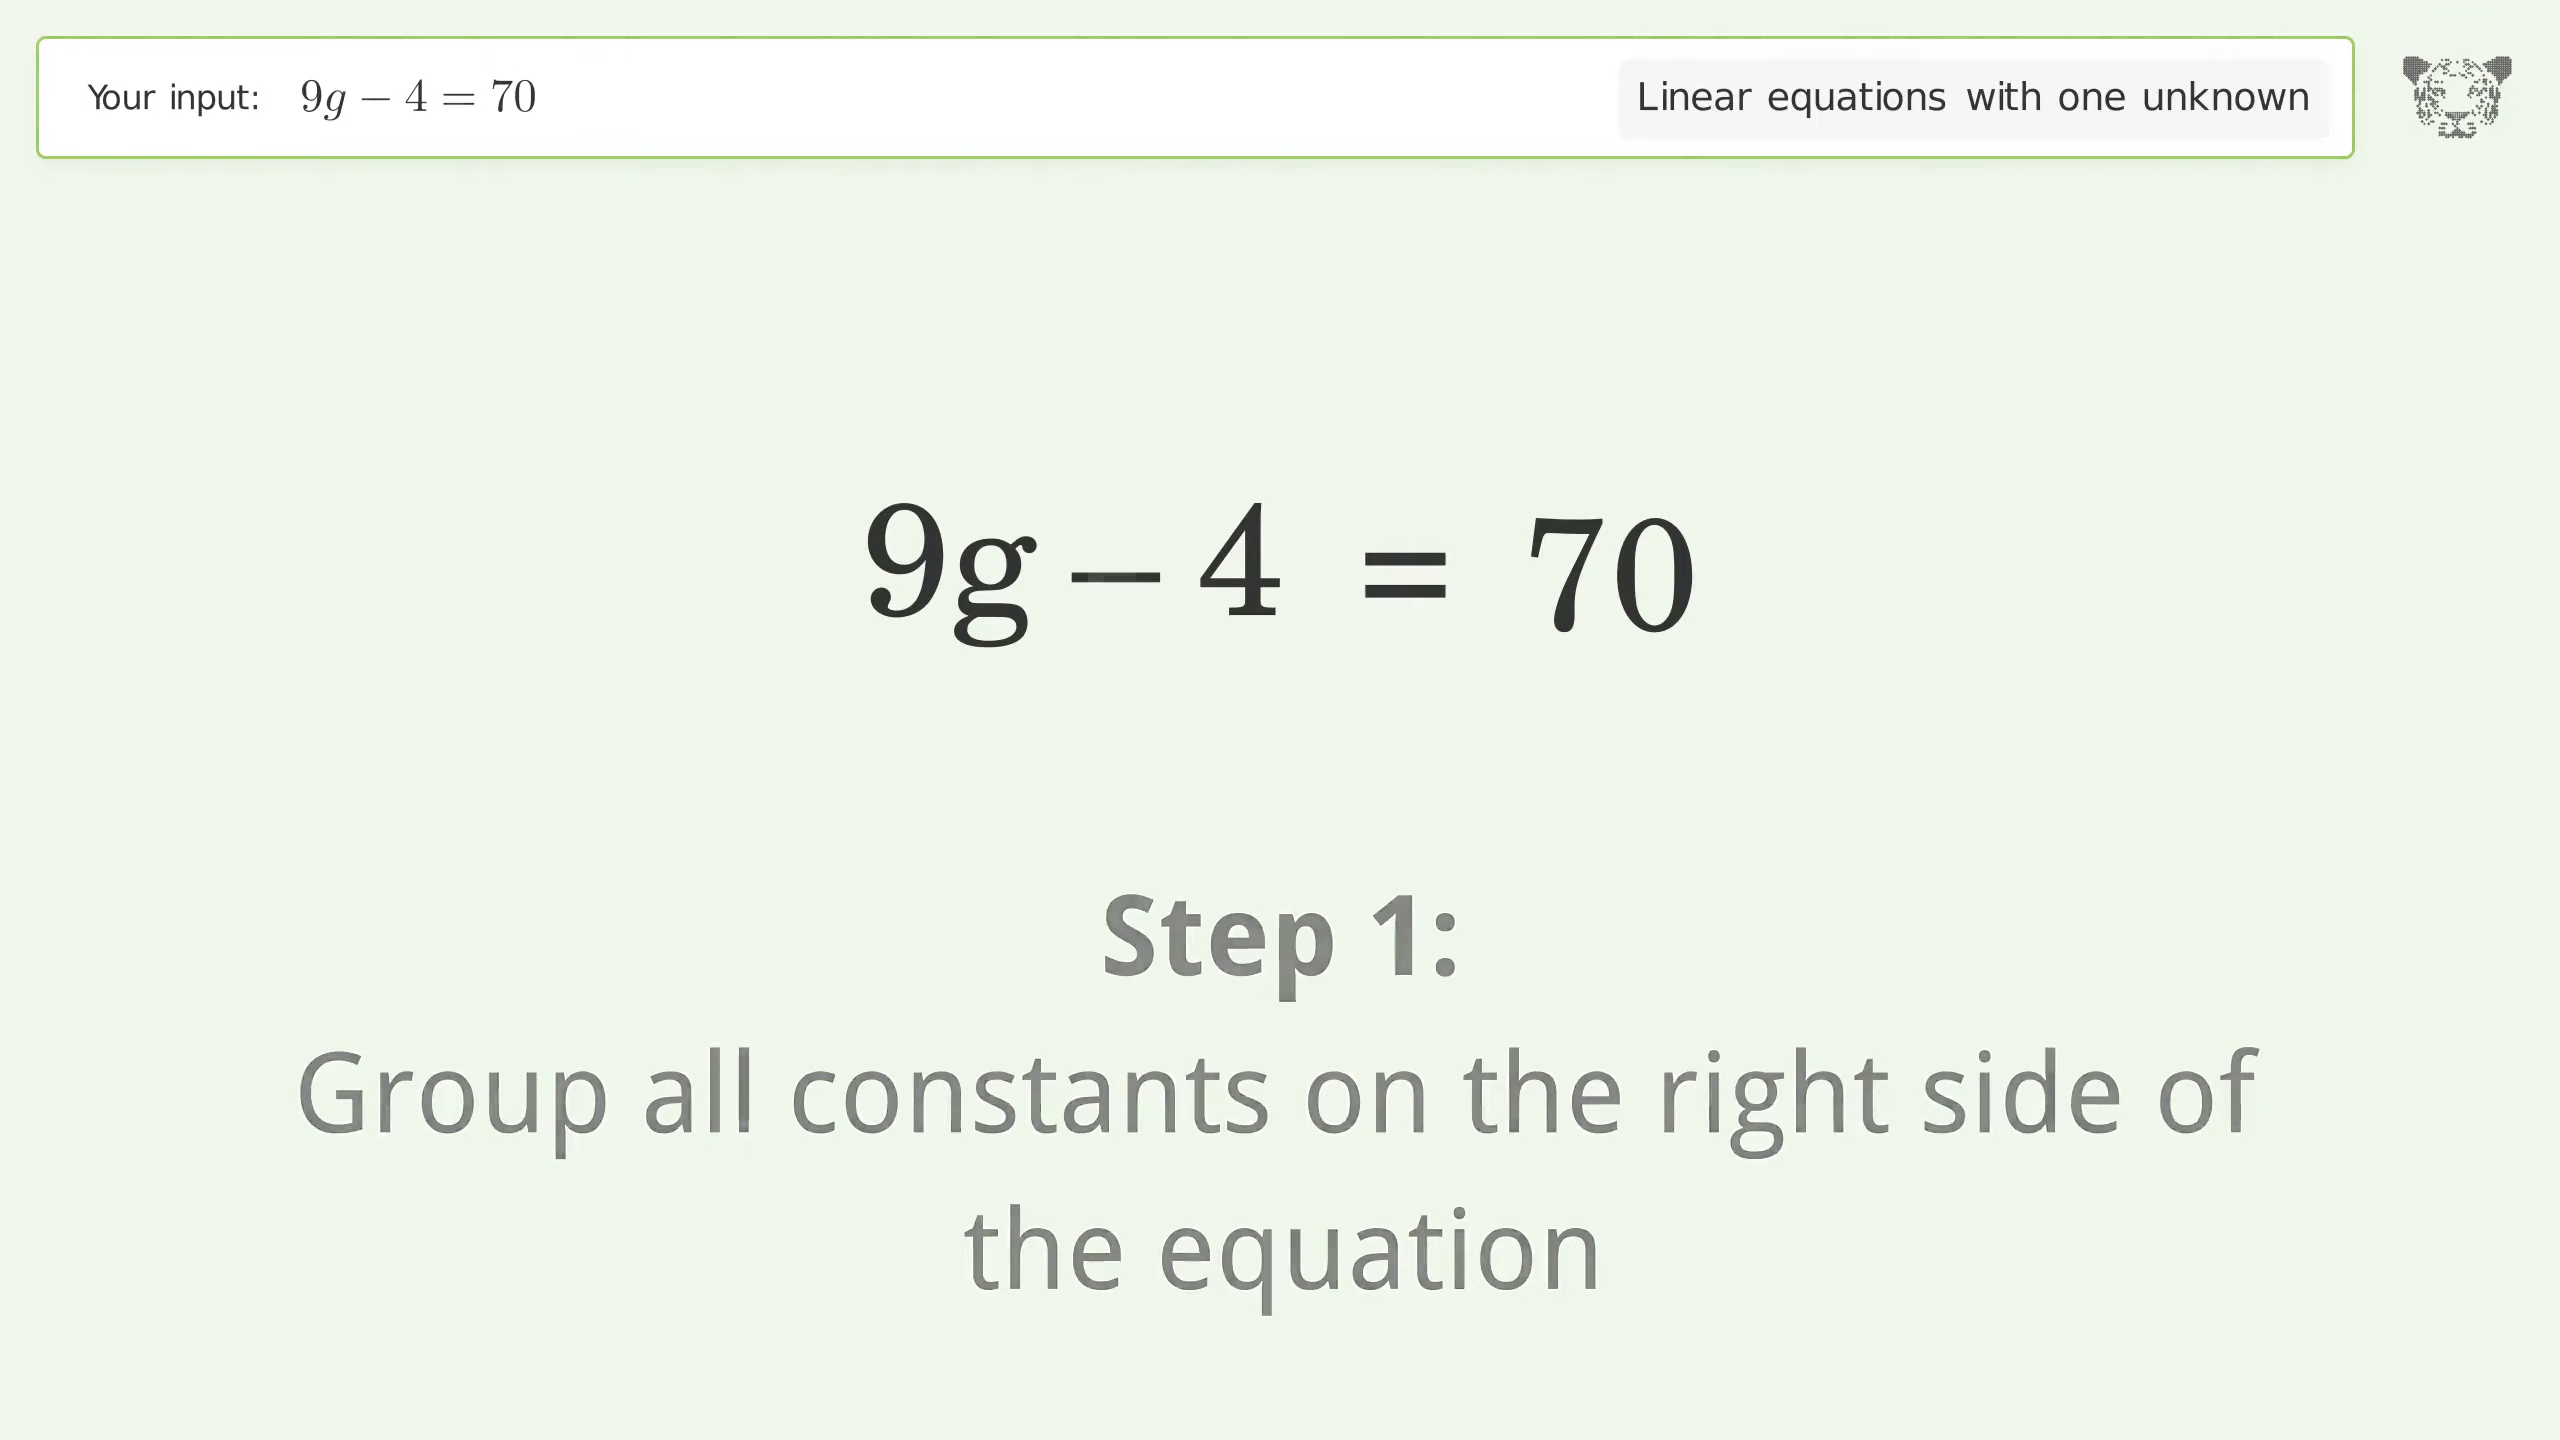 Your input: 9g − 4 = 70
Linear equations with one unknown
9g − 4 = 70
Step 1:
Group all constants on the right side of
the equation